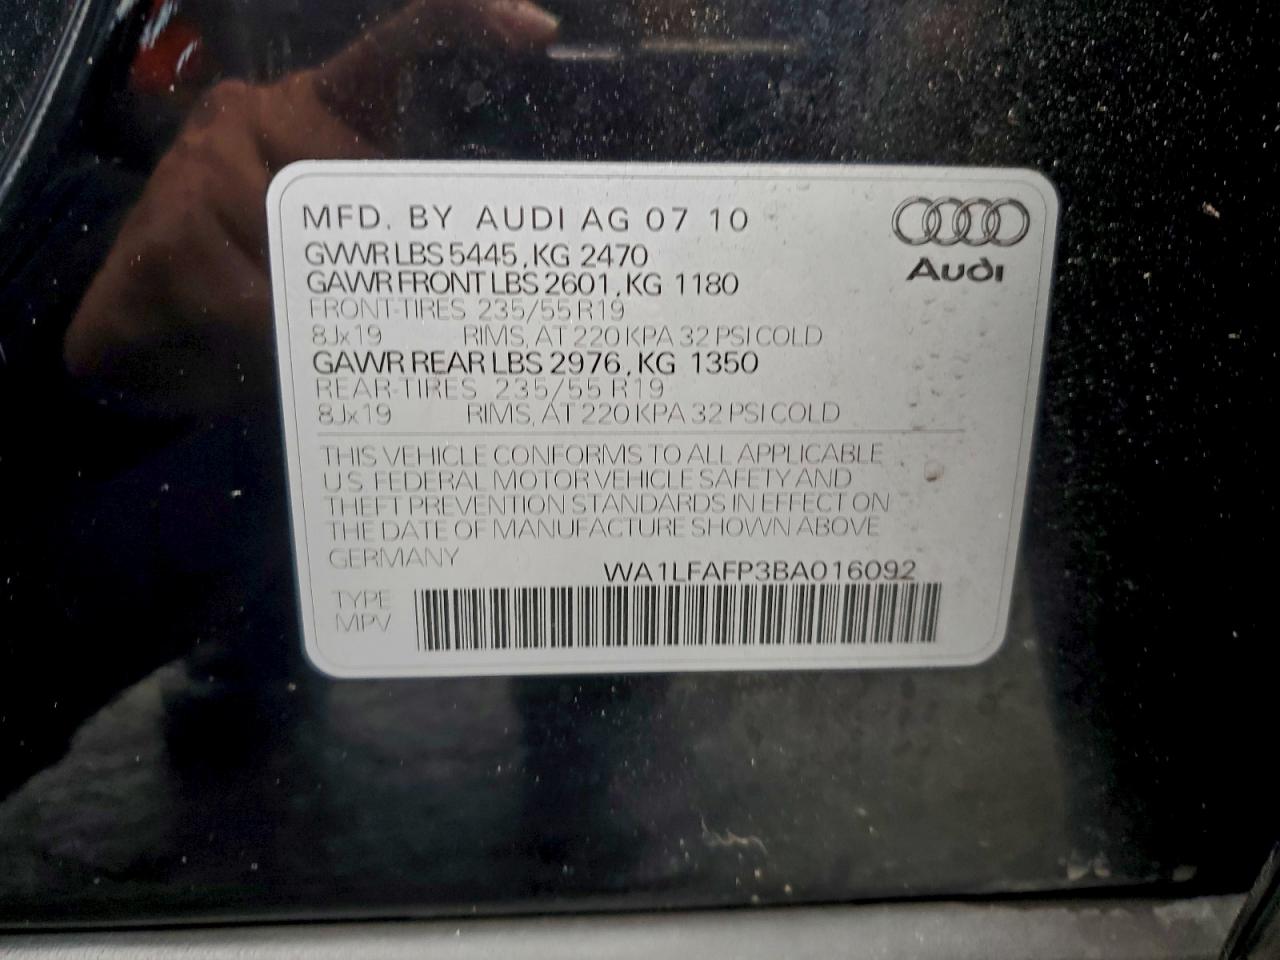 MFD. BY AUDI AG 07 10
GVWR LBS 5445, KG 2470
GAWR FRONT LBS 2601, KG 1180
FRONT-TIRES 235/55 R19
8Jx19 RIMS, AT 220 KPA 32 PSI COLD
GAWR REAR LBS 2976, KG 1350
REAR-TIRES 235/55 R19
8Jx19 RIMS, AT 220 KPA 32 PSI COLD
Audi
THIS VEHICLE CONFORMS TO ALL APPLICABLE
US FEDERAL MOTOR VEHICLE SAFETY AND
THEFT PREVENTION STANDARDS IN EFFECT ON
THE DATE OF MANUFACTURE SHOWN ABOVE
GERMANY
WA1LFAFP3BA016092
TYPE
MPV